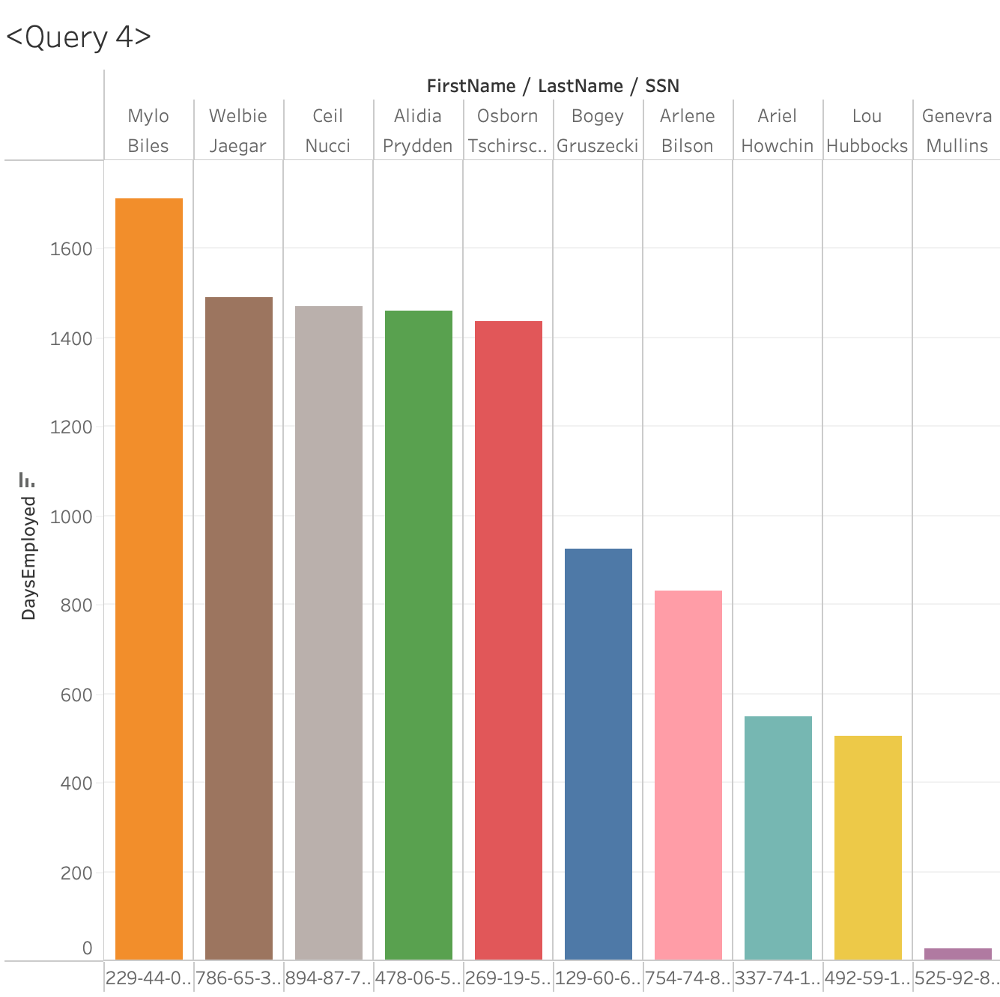 <Query 4>
FirstName / LastName / SSN
Mylo Welbie Ceil Alidia Osborn Bogey Arlene Ariel Lou Genevra
Biles Jaegar Nucci Prydden Tschirsc.. Gruszecki Bilson Howchin Hubbocks Mullins
1600
1400
1200
1000
800
600
400
200
0
DaysEmployed
229-44-0.. 786-65-3.. 894-87-7.. 478-06-5.. 269-19-5.. 129-60-6.. 754-74-8.. 337-74-1.. 492-59-1.. 525-92-8..